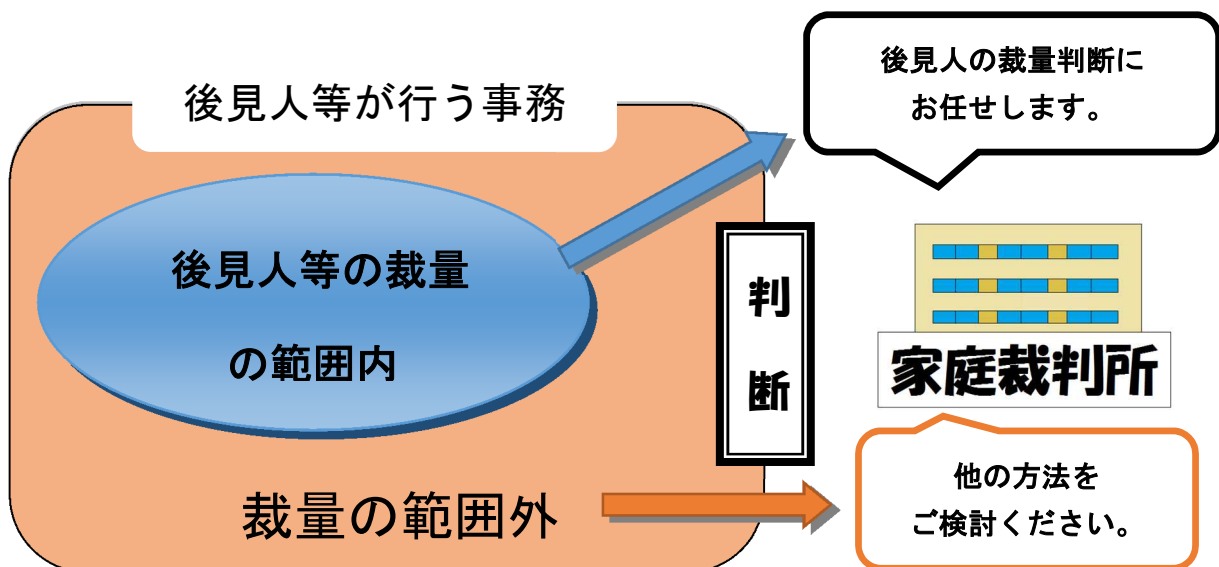 後見人等が行う事務
後見人等の裁量
の範囲内
裁量の範囲外
判断
後見人の裁量判断に
お任せします。
家庭裁判所
他の方法を
ご検討ください。